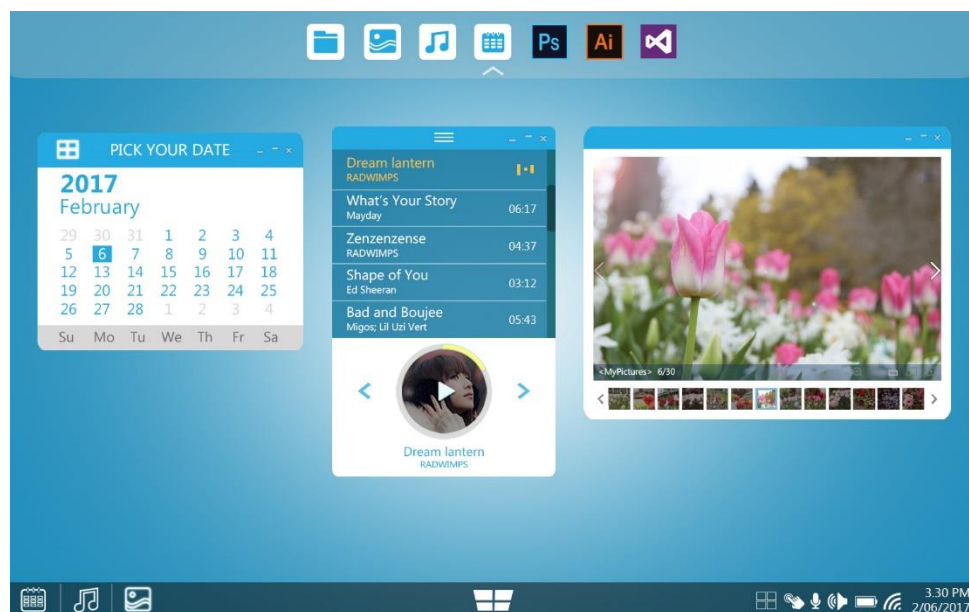 Ps
Ai
PICK YOUR DATE
2017
February
29 30 31 1 2 3 4
5 6 7 8 9 10 11
12 13 14 15 16 17 18
19 20 21 22 23 24 25
26 27 28 1 2 3 4
Su Mo Tu We Th Fr Sa
Dream lantern
RADWIMPS
What's Your Story 06:17
Mayday
Zenzenzense 04:37
RADWIMPS
Shape of You 03:12
Ed Sheeran
Bad and Boujee 05:43
Migos; Lil Uzi Vert
Dream lantern
RADWIMPS
<MyPictures> 6/30
3.30 PM
2/06/2017